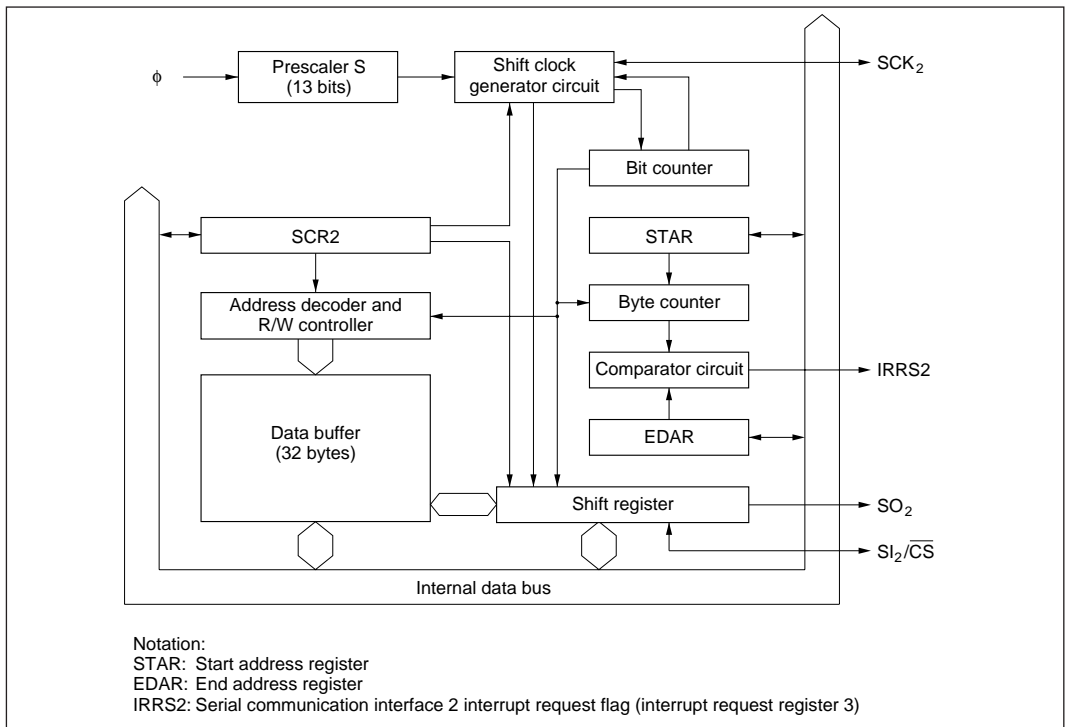 ϕ
Prescaler S
(13 bits)
Shift clock
generator circuit
SCK₂
Bit counter
SCR2
STAR
Address decoder and
R/W controller
Byte counter
Comparator circuit
IRRS2
Data buffer
(32 bytes)
EDAR
Shift register
SO₂
SI₂/C̅S̅
Internal data bus
Notation:
STAR: Start address register
EDAR: End address register
IRRS2: Serial communication interface 2 interrupt request flag (interrupt request register 3)